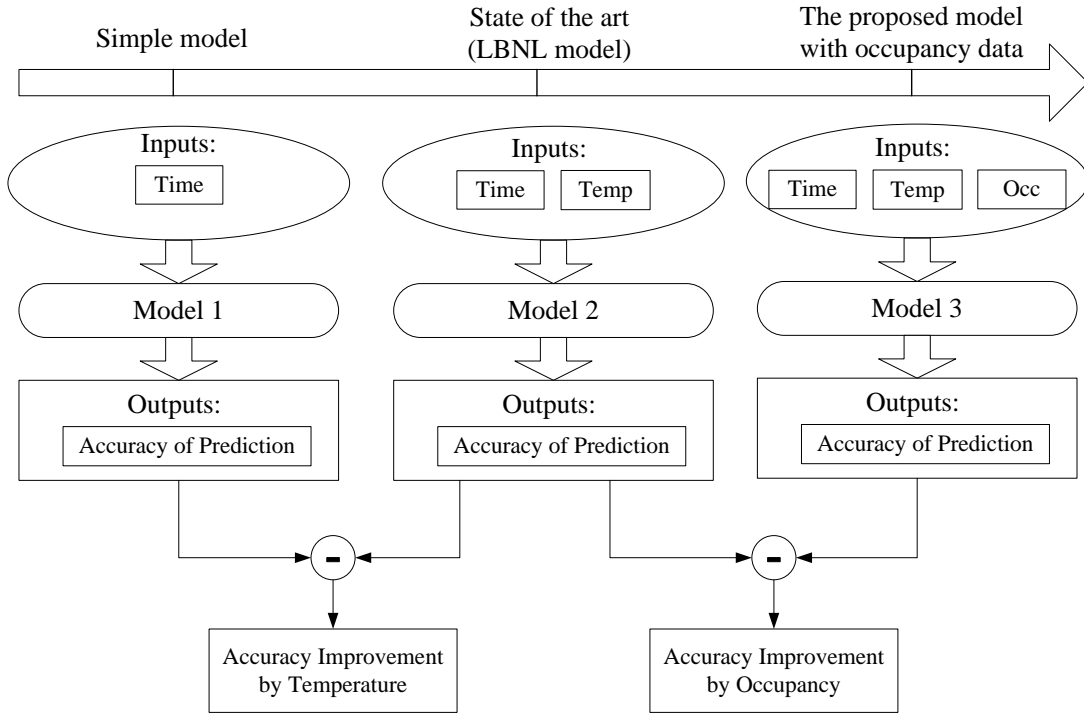 Simple model
State of the art
(LBNL model)
The proposed model
with occupancy data
Inputs:
Time
Inputs:
Time
Temp
Inputs:
Time
Temp
Occ
Model 1
Model 2
Model 3
Outputs:
Accuracy of Prediction
Outputs:
Accuracy of Prediction
Outputs:
Accuracy of Prediction
-
-
Accuracy Improvement
by Temperature
Accuracy Improvement
by Occupancy